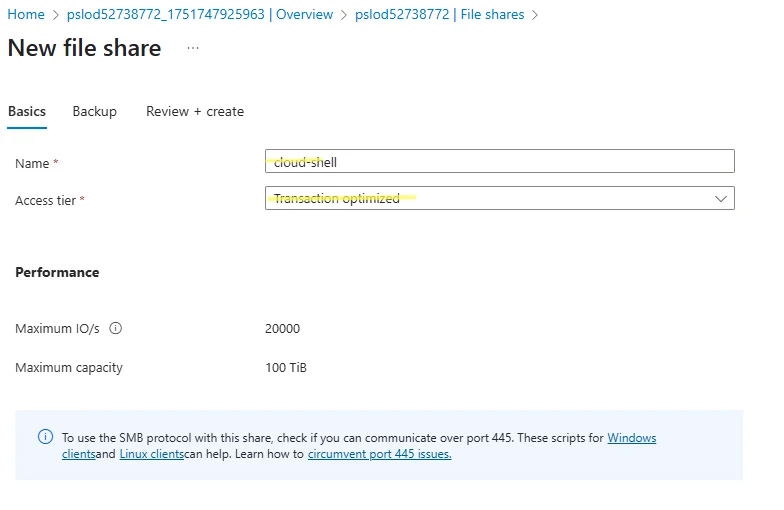 Home > pslod52738772_1751747925963 | Overview > pslod52738772 | File shares >
New file share ...
Basics Backup Review + create
Name * cloud-shell
Access tier * Transaction optimized
Performance
Maximum IO/s 20000
Maximum capacity 100 TiB
To use the SMB protocol with this share, check if you can communicate over port 445. These scripts for Windows
clientsand Linux clientscan help. Learn how to circumvent port 445 issues.